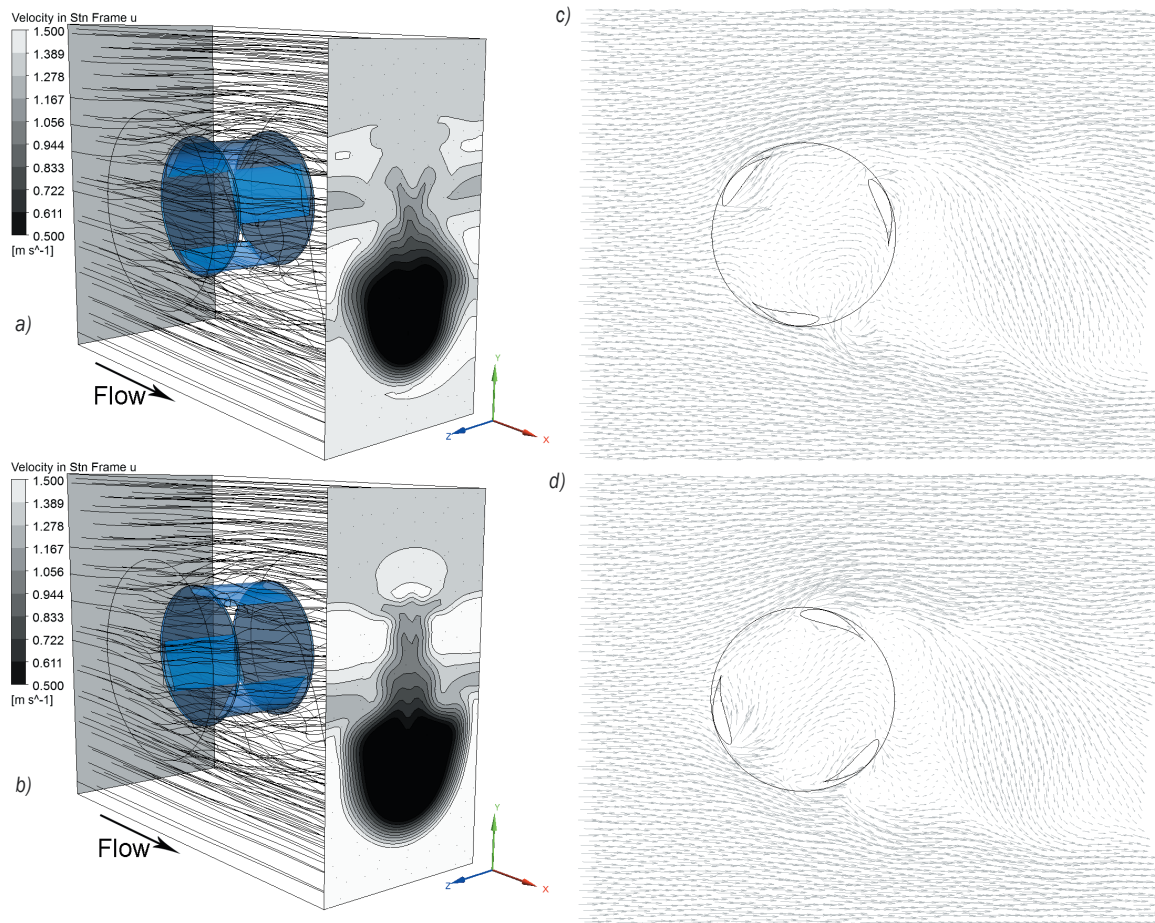 Velocity in Stn Frame u
1.500
1.389
1.278
1.167
1.056
0.944
0.833
0.722
0.611
0.500
[m s^-1]
a)
Flow
Y
Z
X
c)
Velocity in Stn Frame u
1.500
1.389
1.278
1.167
1.056
0.944
0.833
0.722
0.611
0.500
[m s^-1]
b)
Flow
Y
Z
X
d)